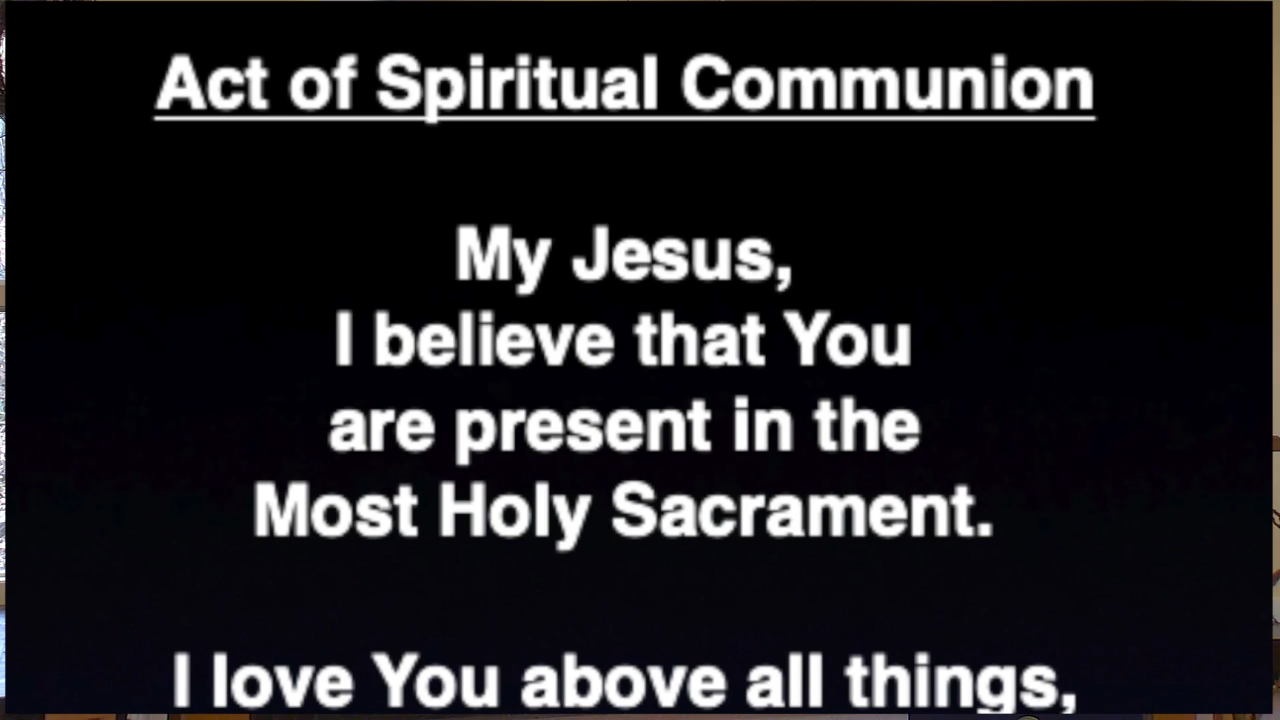 Act of Spiritual Communion
My Jesus,
I believe that You
are present in the
Most Holy Sacrament.
I love You above all things,